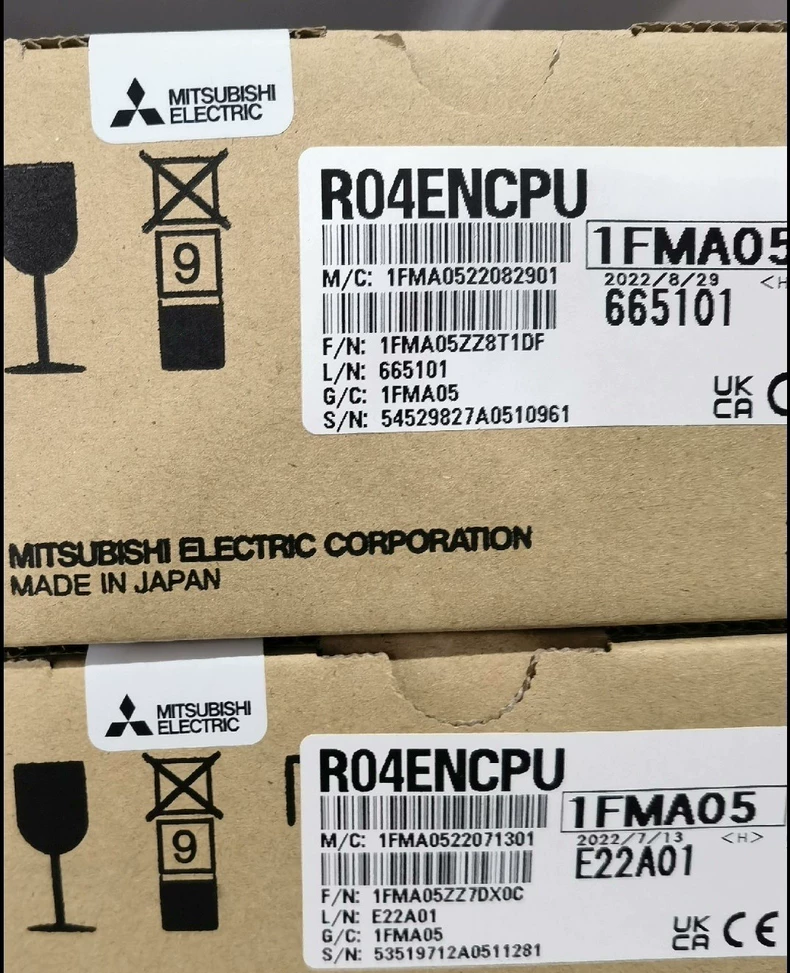 MITSUBISHI
ELECTRIC
9
R04ENCPU
1FMA05
M/C: 1FMA0522082901
2022/8/29 <H
665101
F/N: 1FMA05ZZ8T1DF
L/N: 665101
G/C: 1FMA05
S/N: 54529827A0510961
UK
CA
C
MITSUBISHI ELECTRIC CORPORATION
MADE IN JAPAN
MITSUBISHI
ELECTRIC
9
R04ENCPU
1FMA05
M/C: 1FMA0522071301
2022/7/13 <H>
E22A01
F/N: 1FMA05ZZ7DX0C
L/N: E22A01
G/C: 1FMA05
S/N: 53519712A0511281
UK
CA
CE